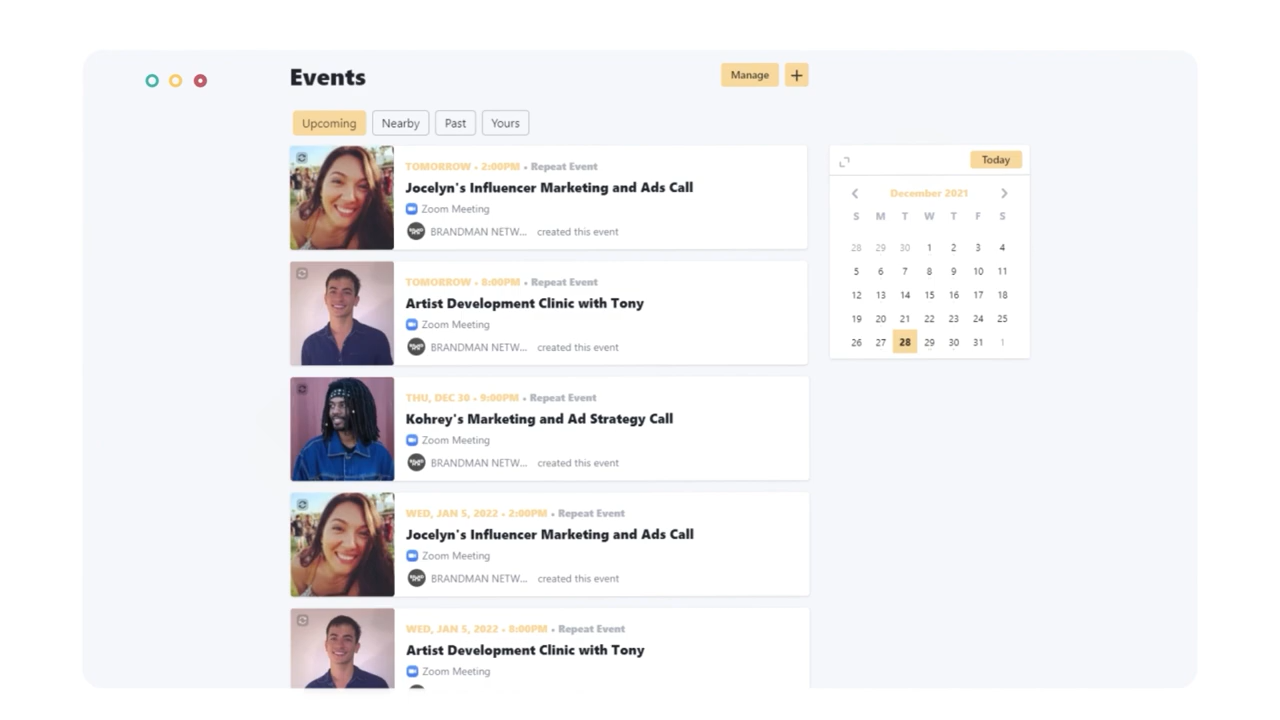 Events
Manage
Upcoming
Nearby
Past
Yours
TOMORROW • 2:00PM • Repeat Event
Jocelyn's Influencer Marketing and Ads Call
Zoom Meeting
BRANDMAN NETW... created this event
TOMORROW • 8:00PM • Repeat Event
Artist Development Clinic with Tony
Zoom Meeting
BRANDMAN NETW... created this event
THU, DEC 30 • 9:00PM • Repeat Event
Kohrey's Marketing and Ad Strategy Call
Zoom Meeting
BRANDMAN NETW... created this event
WED, JAN 5, 2022 • 2:00PM • Repeat Event
Jocelyn's Influencer Marketing and Ads Call
Zoom Meeting
BRANDMAN NETW... created this event
WED, JAN 5, 2022 • 8:00PM • Repeat Event
Artist Development Clinic with Tony
Zoom Meeting
Today
December 2021
S M T W T F S
28 29 30 1 2 3 4
5 6 7 8 9 10 11
12 13 14 15 16 17 18
19 20 21 22 23 24 25
26 27 28 29 30 31 1